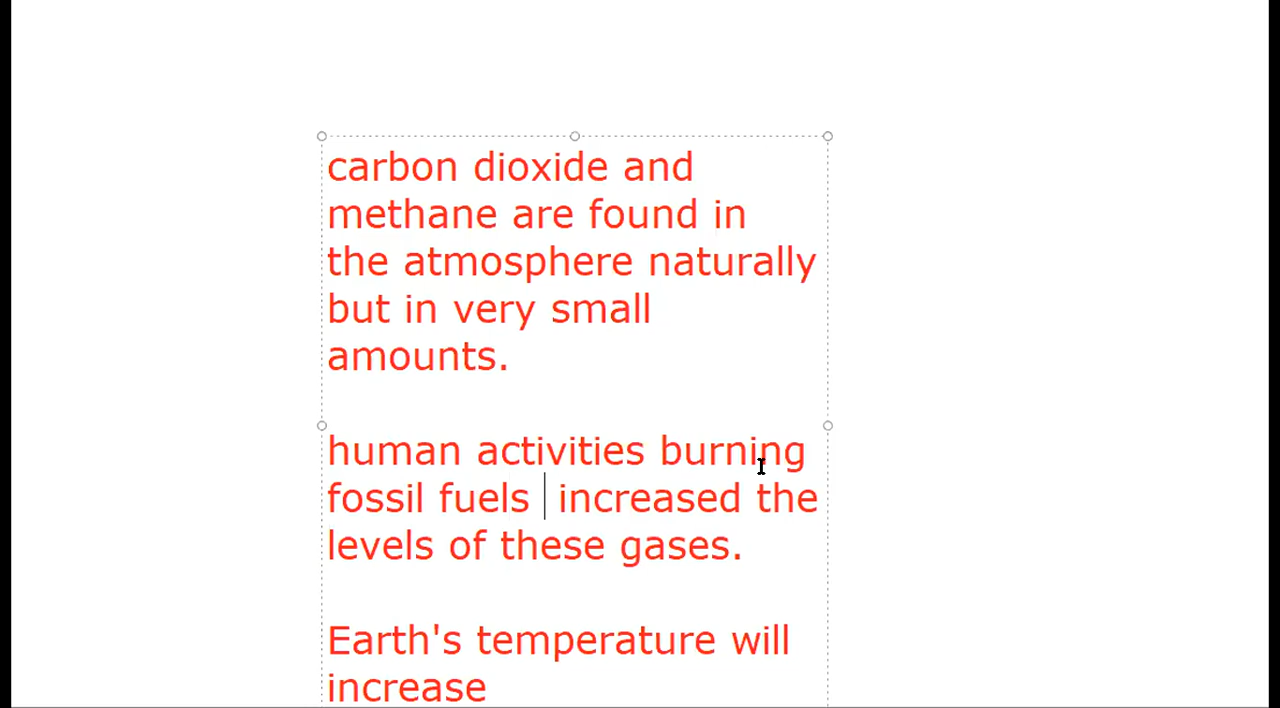 carbon dioxide and
methane are found in
the atmosphere naturally
but in very small
amounts.
human activities burning
fossil fuels increased the
levels of these gases.
Earth's temperature will
increase